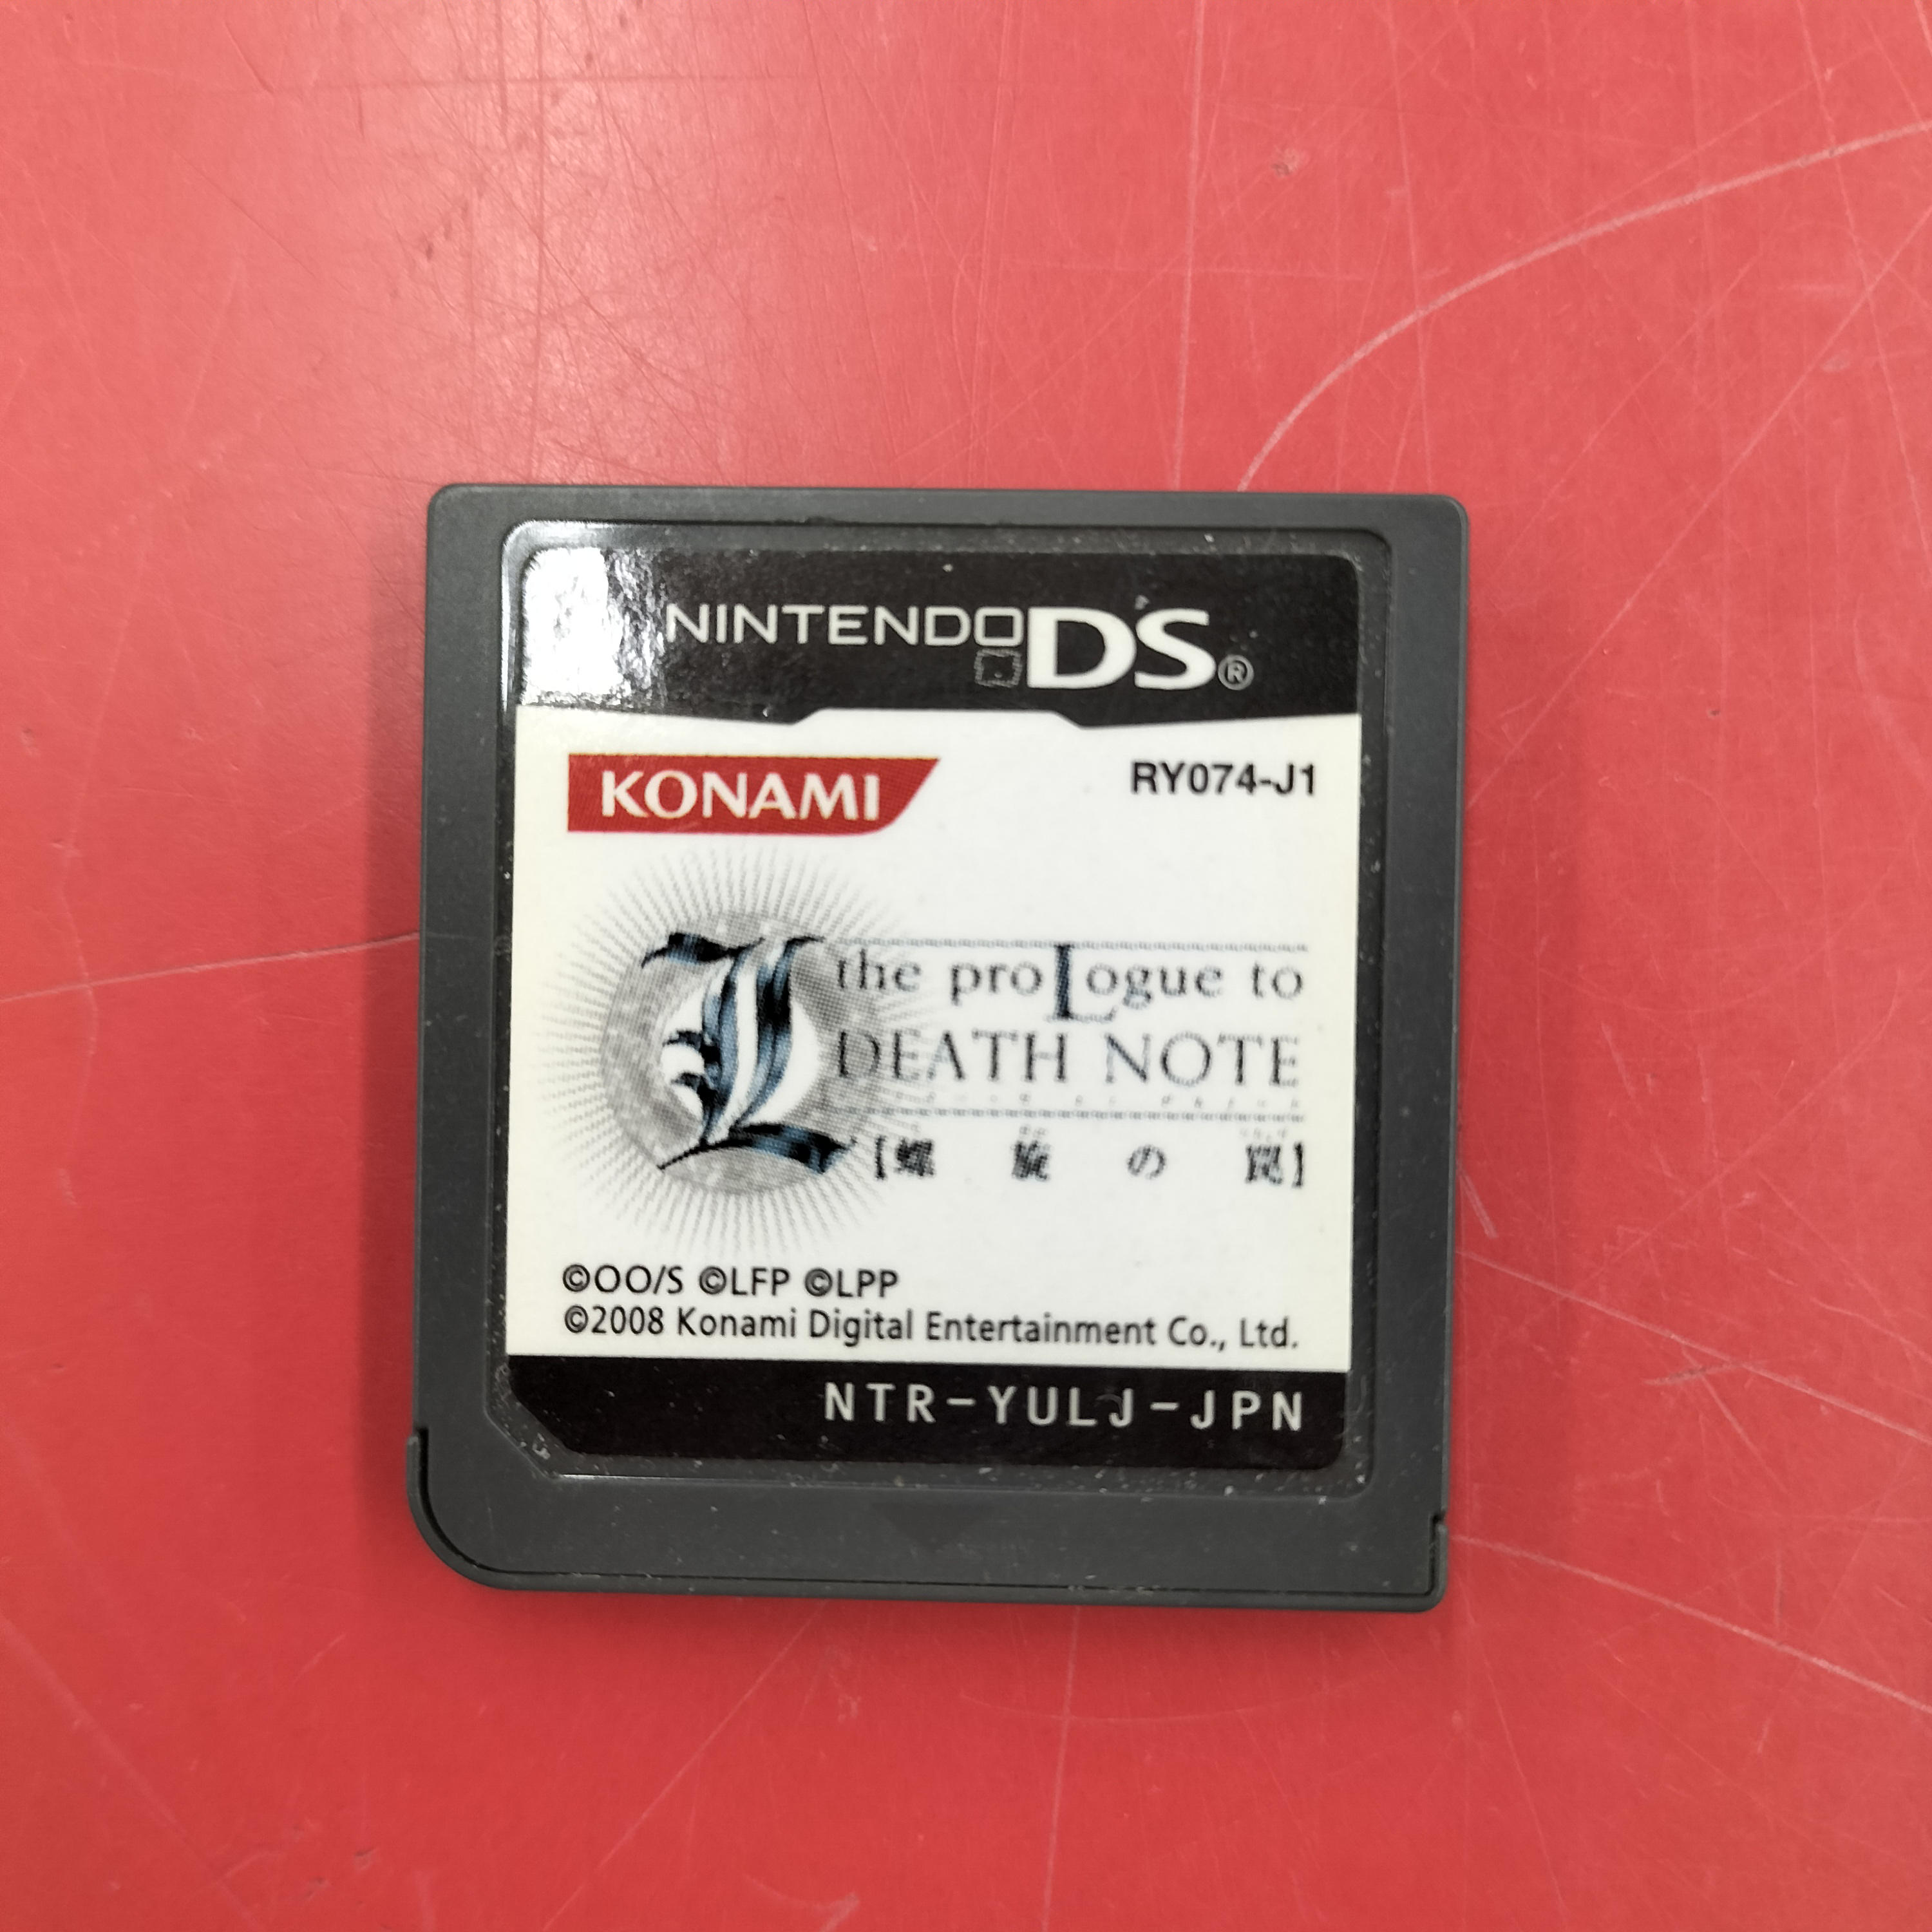 NINTENDO DS®
KONAMI
RY074-J1
L the proLogue to
DEATH NOTE
【螺旋の罠】
©OO/S ©LFP ©LPP
©2008 Konami Digital Entertainment Co., Ltd.
NTR-YULJ-JPN